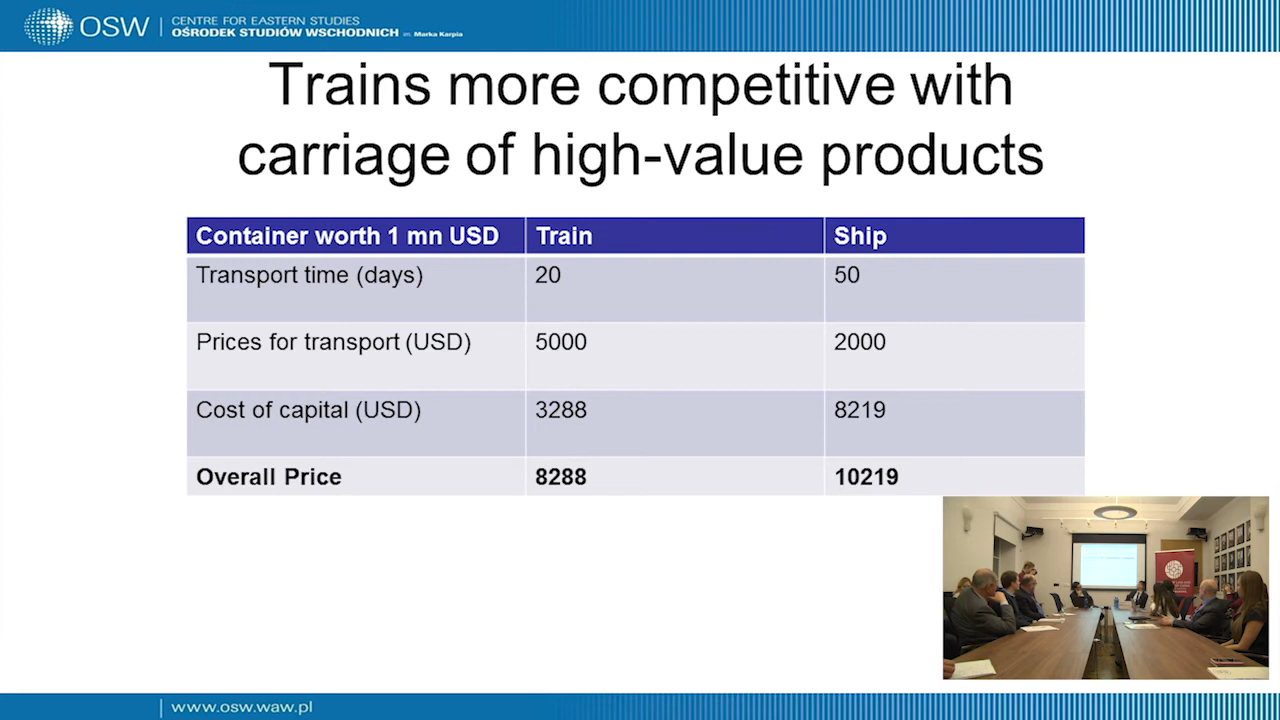 OSW
CENTRE FOR EASTERN STUDIES
OŚRODEK STUDIÓW WSCHODNICH im. Marka Karpia
Trains more competitive with
carriage of high-value products
Container worth 1 mn USD Train Ship
Transport time (days) 20 50
Prices for transport (USD) 5000 2000
Cost of capital (USD) 3288 8219
Overall Price 8288 10219
www.osw.waw.pl